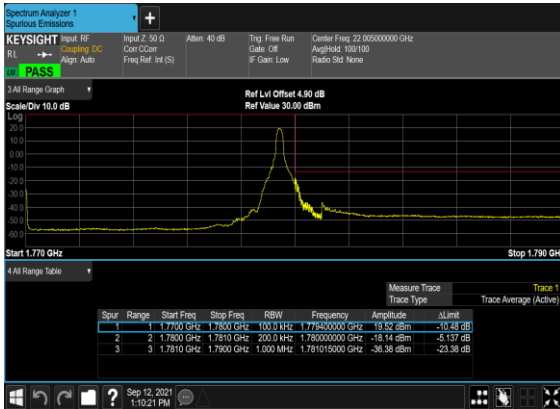 Spectrum Analyzer 1
Spurious Emissions
KEYSIGHT Input: RF Input Z: 50 Ω Atten: 40 dB Trig: Free Run Center Freq: 22.005000000 GHz
RL Coupling: DC Corr CCorr Gate: Off Avg|Hold: 100/100
Align: Auto Freq Ref: Int (S) IF Gain: Low Radio Std: None
PASS
3 All Range Graph
Ref Lvl Offset 4.90 dB
Scale/Div 10.0 dB Ref Value 30.00 dBm
Log
20.0
10.0
0.00
-10.0
-20.0
-30.0
-40.0
-50.0
-60.0
Start 1.770 GHz Stop 1.790 GH
4 All Range Table
Measure Trace Trace 1
Trace Type Trace Average (Active)
Spur Range Start Freq Stop Freq RBW Frequency Amplitude ΔLimit
1 1 1.7700 GHz 1.7800 GHz 100.0 kHz 1.779400000 GHz 19.52 dBm -10.48 dB
2 2 1.7800 GHz 1.7810 GHz 200.0 kHz 1.780000000 GHz -18.14 dBm -5.137 dB
3 3 1.7810 GHz 1.7900 GHz 1.000 MHz 1.781015000 GHz -36.38 dBm -23.38 dB
?
Sep 12, 2021
1:10:21 PM